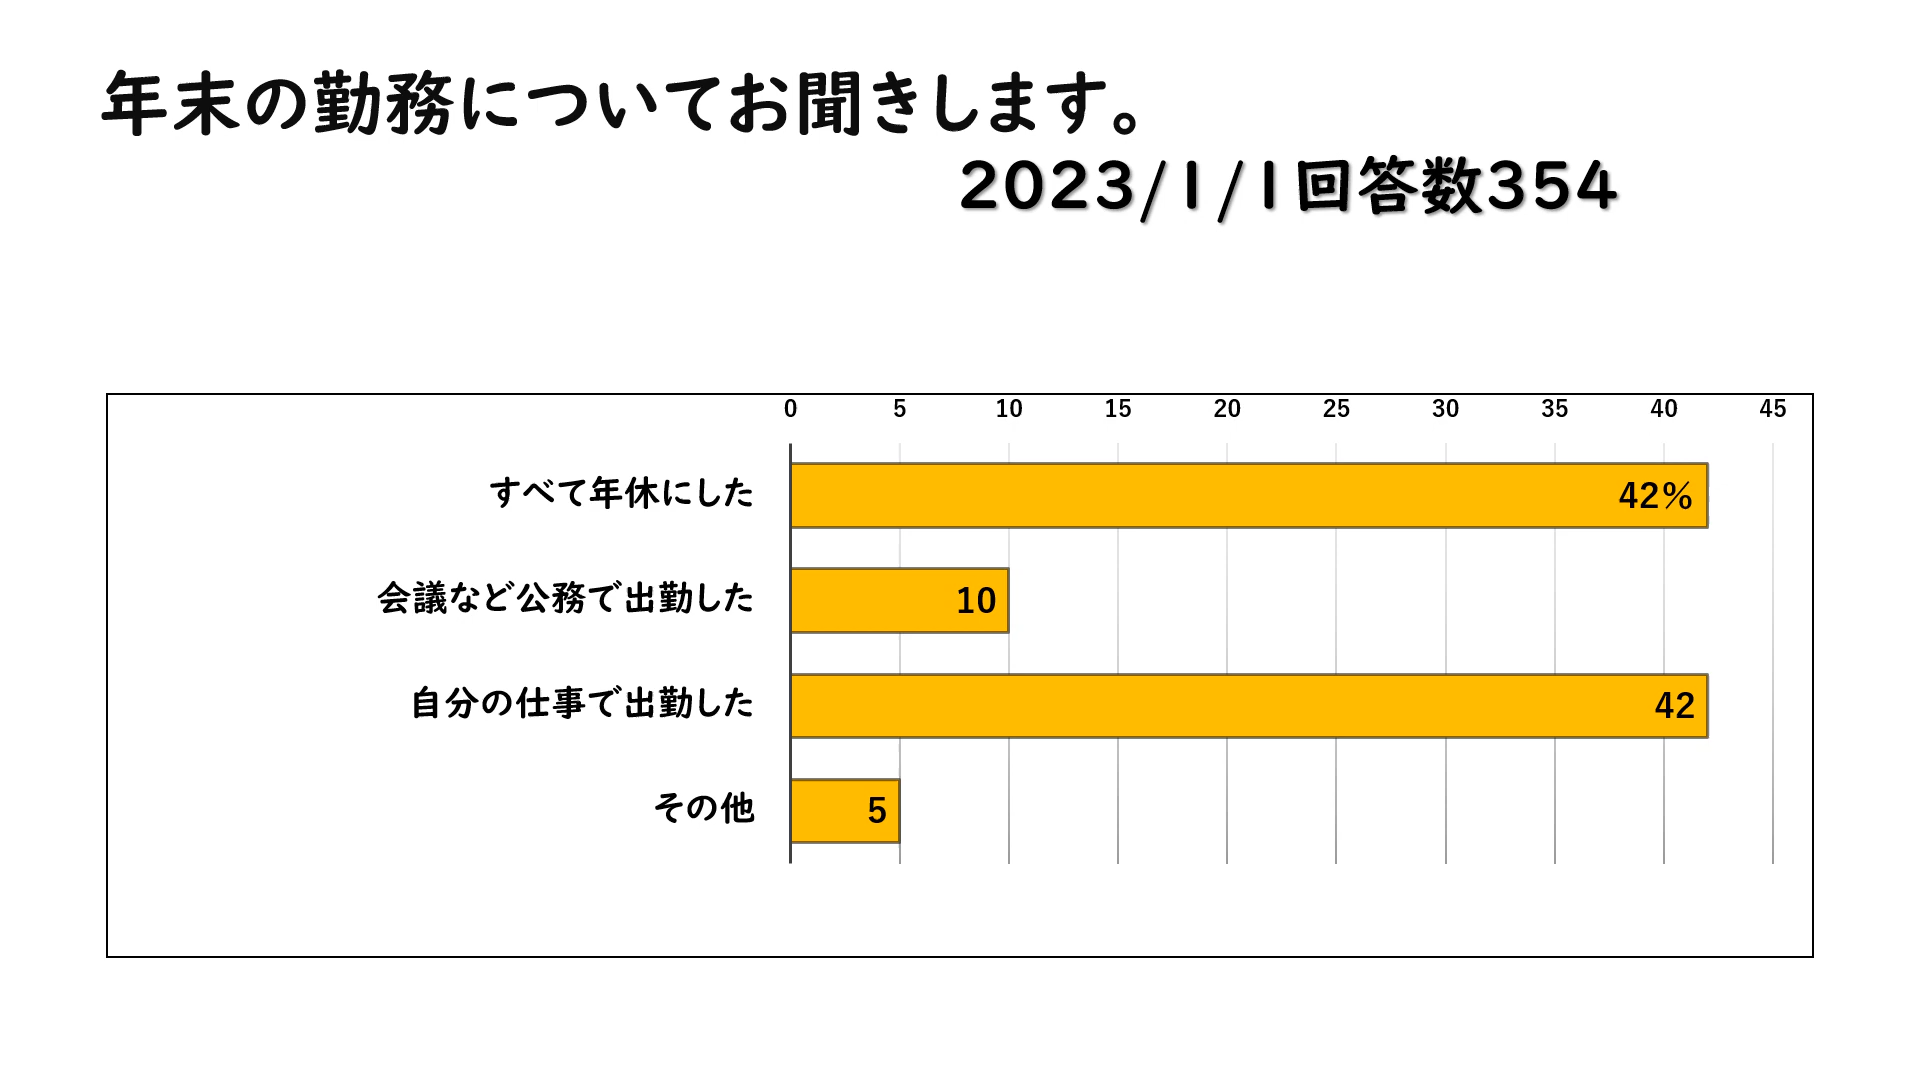 年末の勤務についてお聞きします。
2023/1/1回答数354
0 5 10 15 20 25 30 35 40 45
すべて年休にした 42%
会議など公務で出勤した 10
自分の仕事で出勤した 42
その他 5